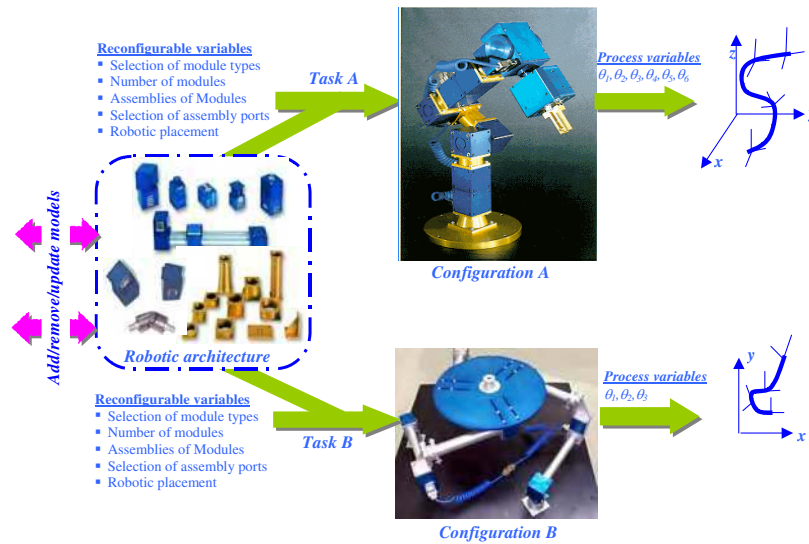 Reconfigurable variables
▪ Selection of module types
▪ Number of modules
▪ Assemblies of Modules
▪ Selection of assembly ports
▪ Robotic placement
Task A
Process variables
θ1,θ2,θ3,θ4,θ5,θ6
z
x
Configuration A
Add/remove/update models
Robotic architecture
Reconfigurable variables
▪ Selection of module types
▪ Number of modules
▪ Assemblies of Modules
▪ Selection of assembly ports
▪ Robotic placement
Task B
Process variables
θ1,θ2,θ3
y
x
Configuration B